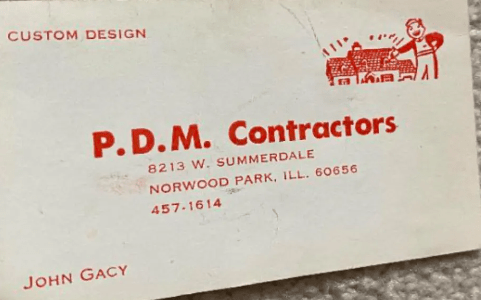 CUSTOM DESIGN
P.D.M. Contractors
8213 W. SUMMERDALE
NORWOOD PARK, ILL. 60656
457-1614
JOHN GACY